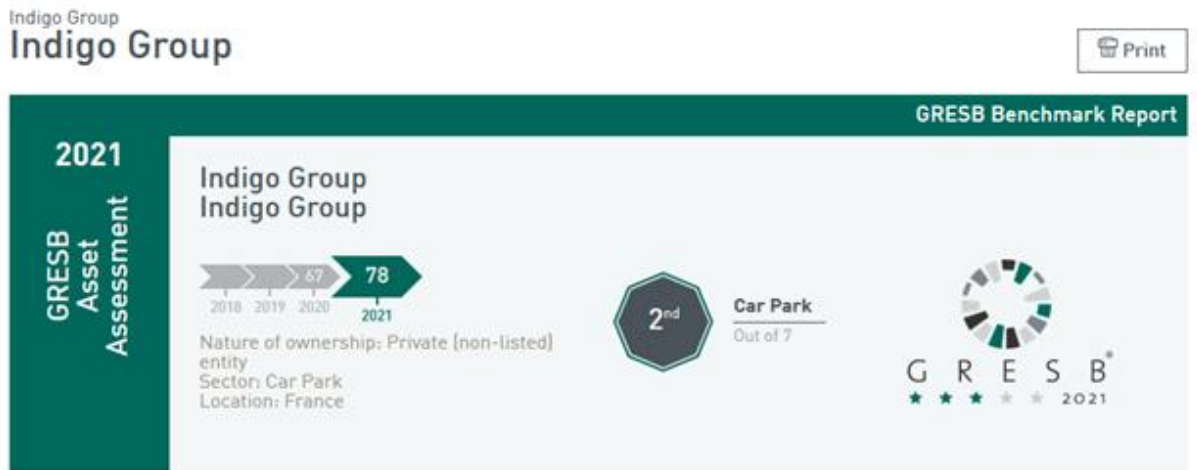 Indigo Group
Indigo Group
Print
GRESB Benchmark Report
2021
GRESB
Asset
Assessment
Indigo Group
Indigo Group
67
78
2018 2019 2020
2021
Nature of ownership: Private (non-listed)
entity
Sector: Car Park
Location: France
2nd
Car Park
Out of 7
G R E S B®
2021